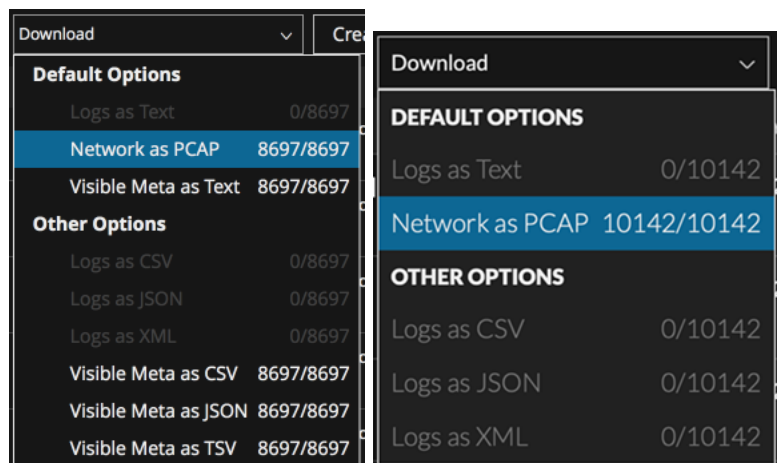 Download
Cre
Default Options
Logs as Text 0/8697
Network as PCAP 8697/8697
Visible Meta as Text 8697/8697
Other Options
Logs as CSV 0/8697
Logs as JSON 0/8697
Logs as XML 0/8697
Visible Meta as CSV 8697/8697
Visible Meta as JSON 8697/8697
Visible Meta as TSV 8697/8697
Download
DEFAULT OPTIONS
Logs as Text 0/10142
Network as PCAP 10142/10142
OTHER OPTIONS
Logs as CSV 0/10142
Logs as JSON 0/10142
Logs as XML 0/10142